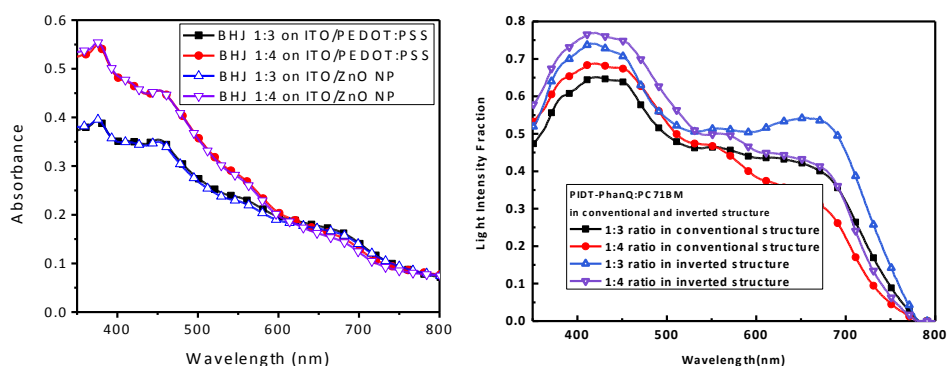 0.6
0.5
0.4
0.3
0.2
0.1
0.0
Absorbance
BHJ 1:3 on ITO/PEDOT:PSS
BHJ 1:4 on ITO/PEDOT:PSS
BHJ 1:3 on ITO/ZnO NP
BHJ 1:4 on ITO/ZnO NP
400 500 600 700 800
Wavelength (nm)
0.8
0.7
0.6
0.5
0.4
0.3
0.2
0.1
0.0
Light Intensity Fraction
PIDT-PhanQ:PC71BM
in conventional and inverted structure
1:3 ratio in conventional structure
1:4 ratio in conventional structure
1:3 ratio in inverted structure
1:4 ratio in inverted structure
400 500 600 700 800
Wavelength(nm)